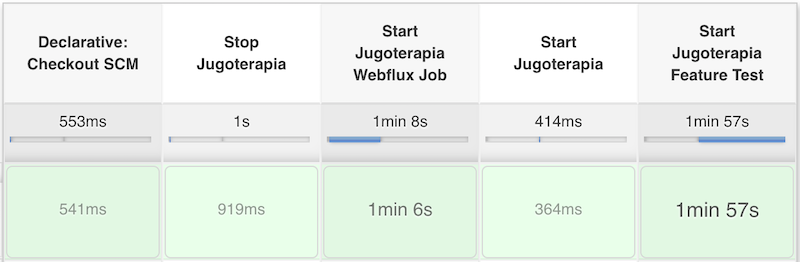 Declarative:
Checkout SCM
Stop
Jugoterapia
Start
Jugoterapia
Webflux Job
Start
Jugoterapia
Start
Jugoterapia
Feature Test
553ms
1s
1min 8s
414ms
1min 57s
541ms
919ms
1min 6s
364ms
1min 57s